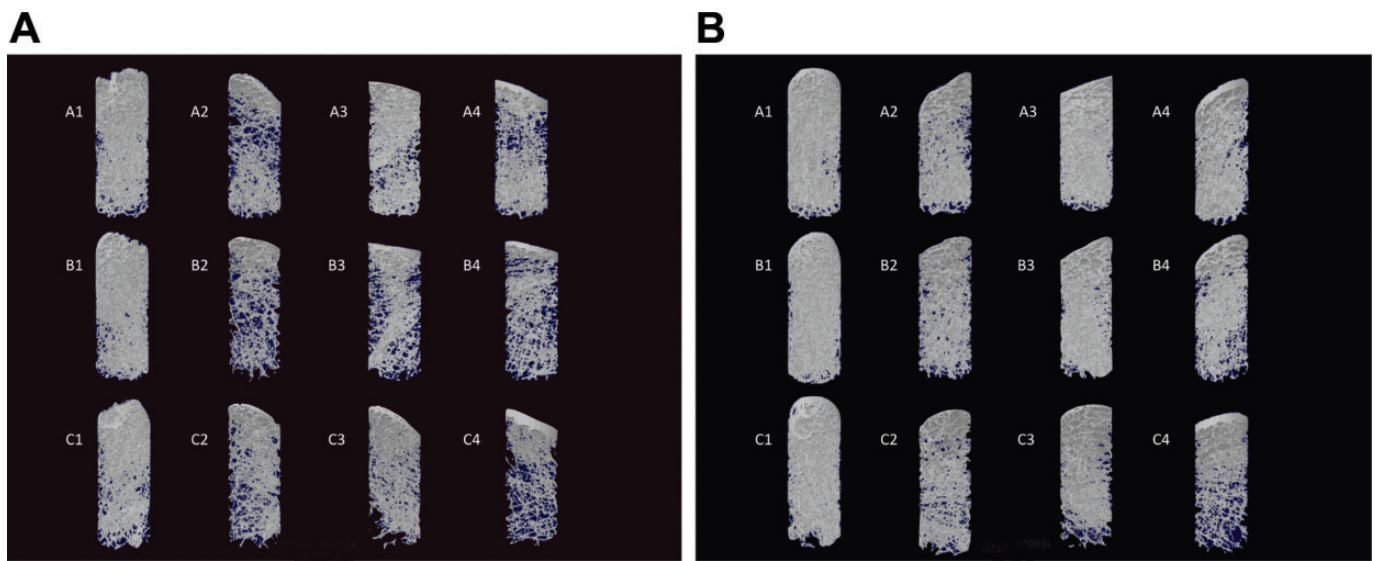 A B
A1 A2 A3 A4 A1 A2 A3 A4
B1 B2 B3 B4 B1 B2 B3 B4
C1 C2 C3 C4 C1 C2 C3 C4